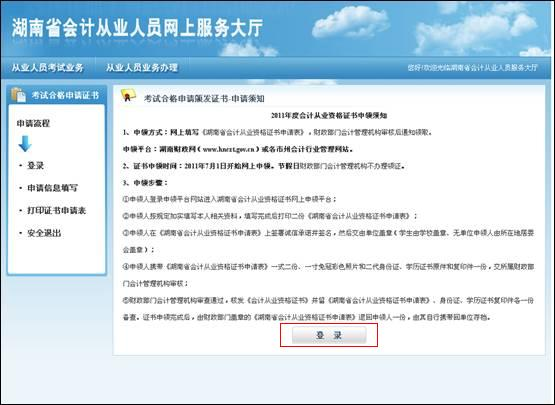 湖南省会计从业人员网上服务大厅
从业人员考试业务 从业人员业务办理 您好!欢迎光临湖南省会计从业人员服务大厅
考试合格申请证书
申请流程
登录
申请信息填写
打印证书申请表
安全退出
考试合格申请颁发证书-申请须知
2011年度会计从业资格证书申领须知
1、申领方式：网上填写《湖南省会计从业资格证书申请表》，财政部门会计管理机构审核后通知领取。
申领平台：湖南财政网（www.hnczt.gov.cn）或各市州会计行业管理网站。
2、证书申领时间：2011年7月1日开始网上申领。节假日财政部门会计管理机构不办理领证。
3、申领步骤：
①申领人登录申领平台网站进入湖南省会计从业资格证书网上申领平台；
②申领人按规定如实填写本人相关资料，填写完成后打印二份《湖南省会计从业资格证书申请表》；
③申领人在《湖南省会计从业资格证书申请表》上签署诚信承诺并签名，然后交由单位盖章（学生由学校盖章、无单位申领人由所在地居委
会盖章）；
④申领人携带《湖南省会计从业资格证书申请表》一式二份、一寸免冠彩色照片和二代身份证、学历证书原件和复印件一份，交所属财政部
门会计管理机构审核；
⑤财政部门会计管理机构审查通过，核发《会计从业资格证书》并留《湖南省会计从业资格证书申请表》、身份证、学历证书复印件各一份
备查。证书申领完成后，由财政部门盖章的《湖南省会计从业资格证书申请表》退回申领人一份，由其自行携带回单位存档。
登 录